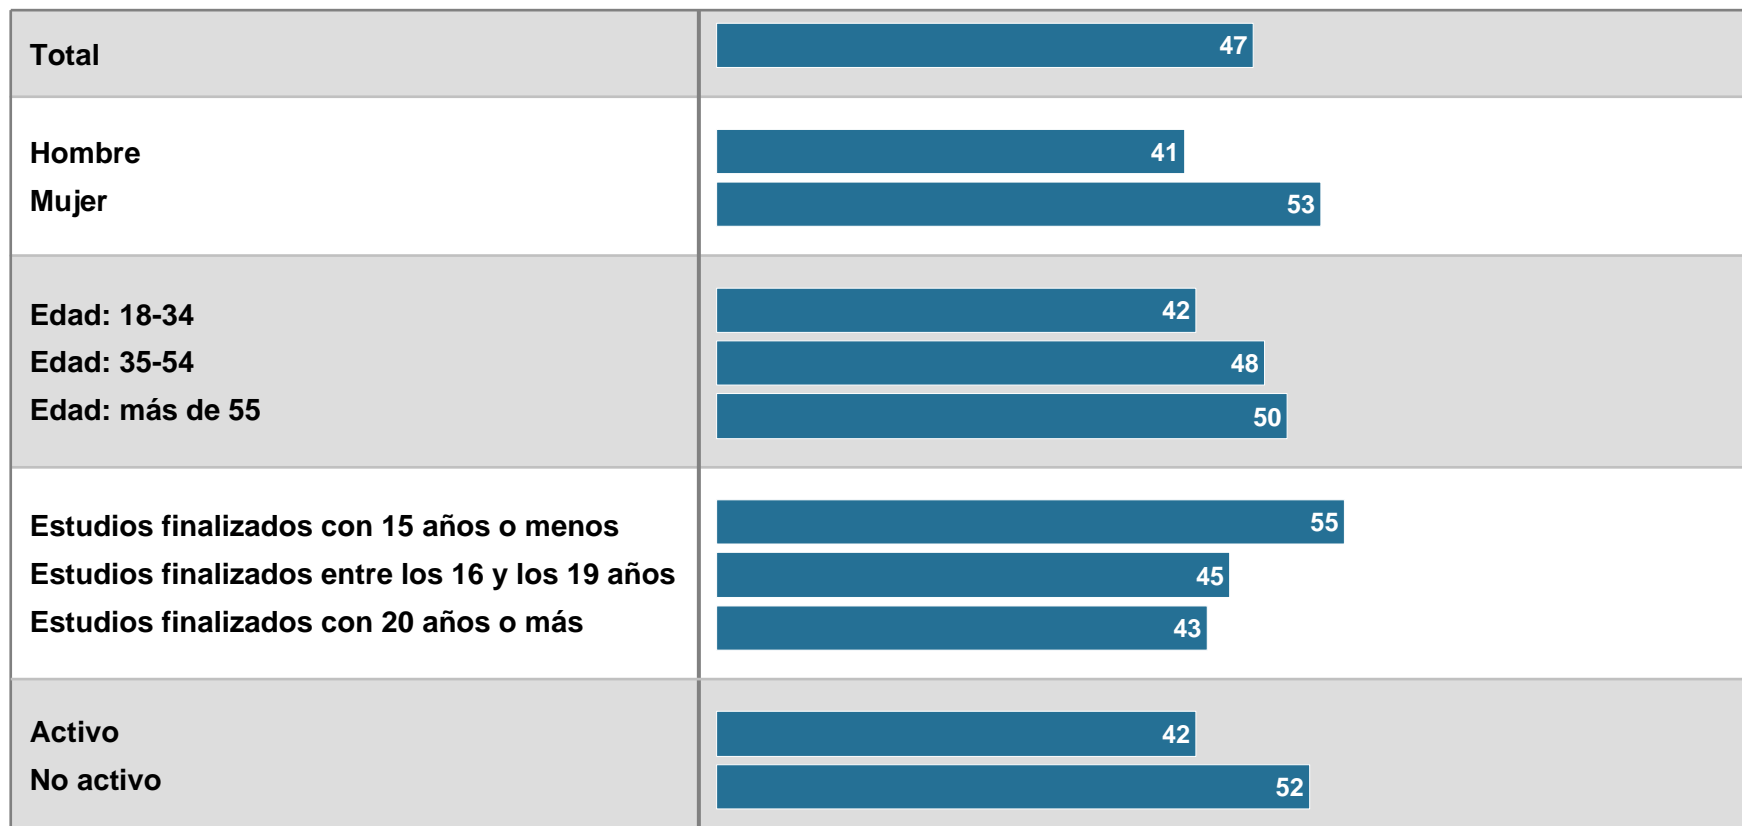 Total 47
Hombre 41
Mujer 53
Edad: 18-34 42
Edad: 35-54 48
Edad: más de 55 50
Estudios finalizados con 15 años o menos 55
Estudios finalizados entre los 16 y los 19 años 45
Estudios finalizados con 20 años o más 43
Activo 42
No activo 52